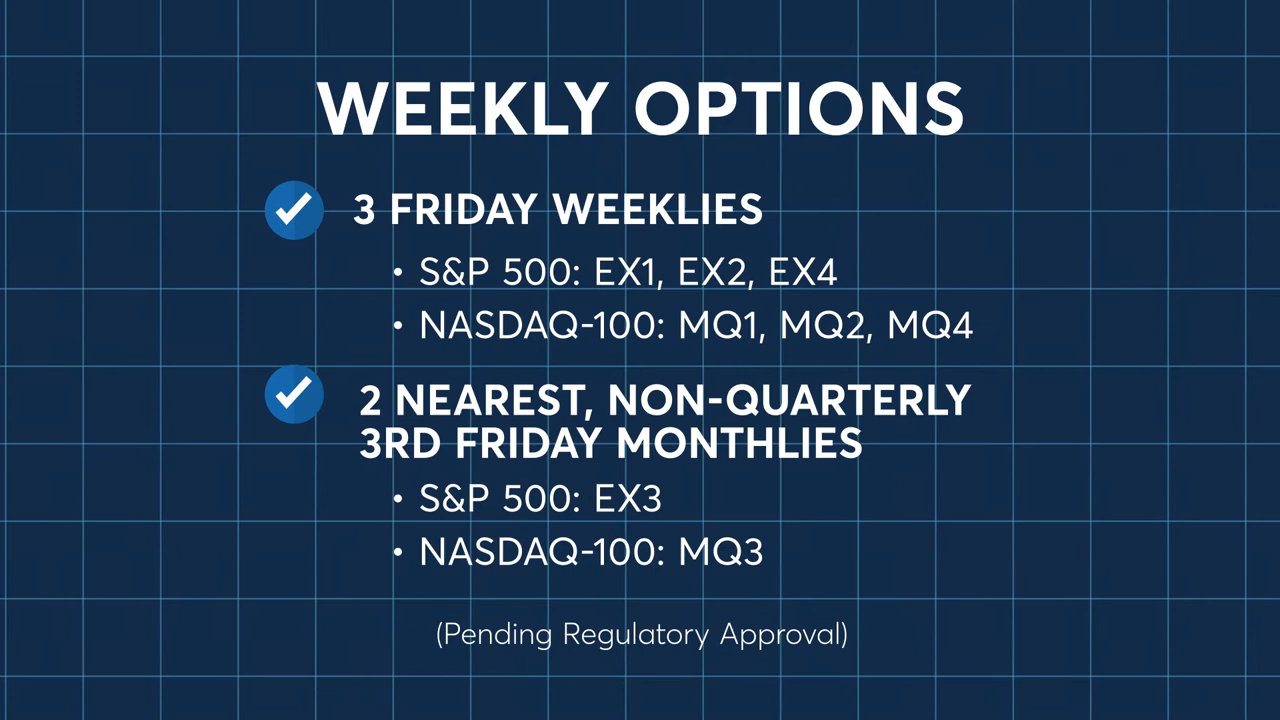 WEEKLY OPTIONS
3 FRIDAY WEEKLIES
• S&P 500: EX1, EX2, EX4
• NASDAQ-100: MQ1, MQ2, MQ4
2 NEAREST, NON-QUARTERLY
3RD FRIDAY MONTHLIES
• S&P 500: EX3
• NASDAQ-100: MQ3
(Pending Regulatory Approval)